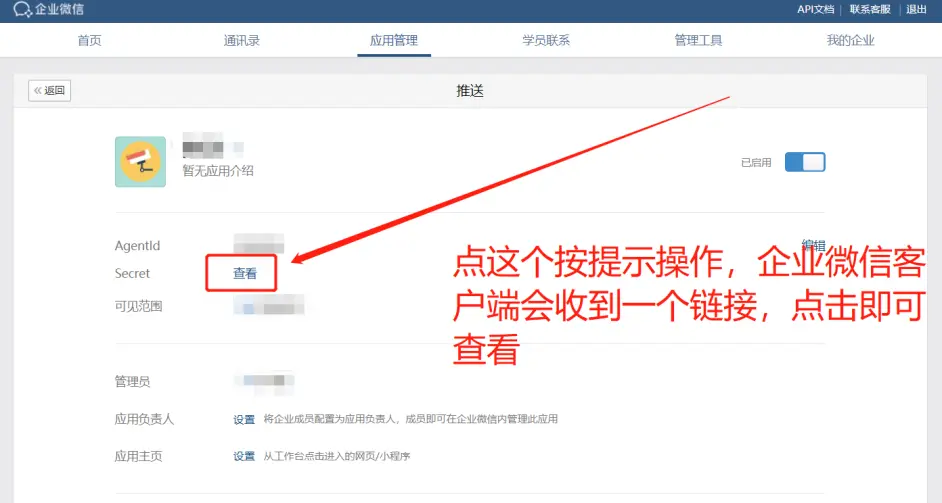 企业微信
API文档 | 联系客服 | 退出
首页 通讯录 应用管理 学员联系 管理工具 我的企业
«返回
推送
暂无应用介绍
已启用
AgentId
编辑
Secret 查看
可见范围
点这个按提示操作，企业微信客
户端会收到一个链接，点击即可
查看
管理员
应用负责人 设置 将企业成员配置为应用负责人，成员即可在企业微信内管理此应用
应用主页 设置 从工作台点击进入的网页/小程序